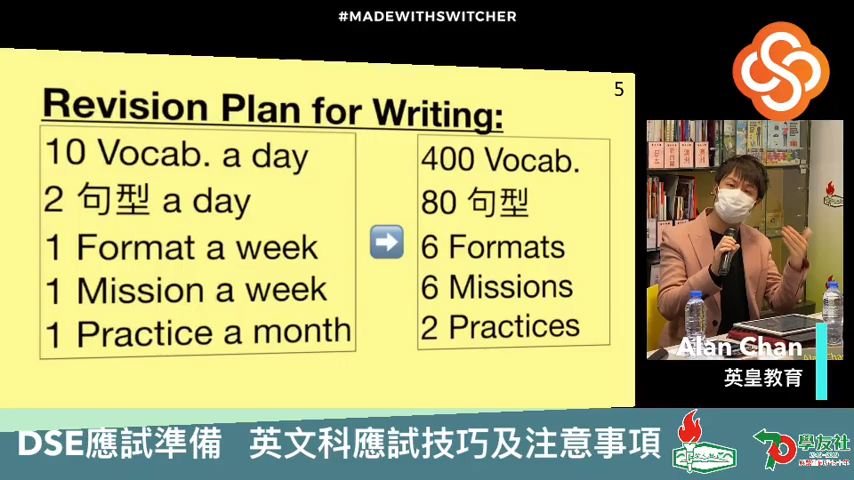 #MADEWITHSWITCHER
5
Revision Plan for Writing:
10 Vocab. a day
2 句型 a day
1 Format a week
1 Mission a week
1 Practice a month
400 Vocab.
80 句型
6 Formats
6 Missions
2 Practices
Alan Chan
英皇教育
DSE應試準備 英文科應試技巧及注意事項
70 學友社